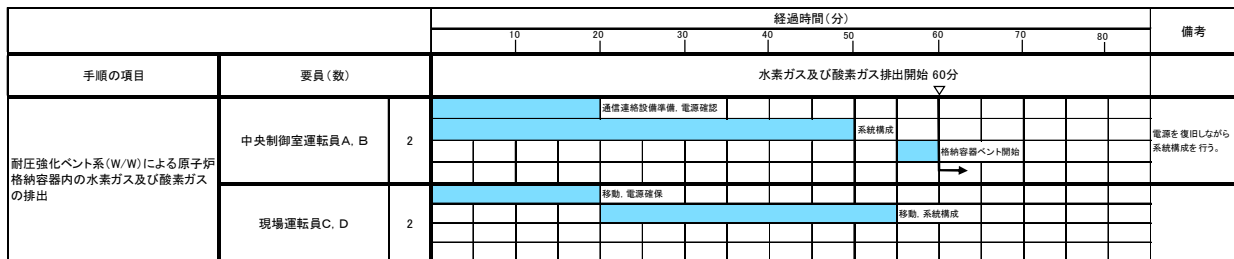 経過時間(分)
備考
10 20 30 40 50 60 70 80
手順の項目
要員(数)
水素ガス及び酸素ガス排出開始 60分
▽
耐圧強化ベント系(W/W)による原子炉
格納容器内の水素ガス及び酸素ガス
の排出
中央制御室運転員A, B
2
通信連絡設備準備, 電源確認
系統構成
格納容器ベント開始
電源を復旧しながら
系統構成を行う。
現場運転員C, D
2
移動, 電源確保
移動, 系統構成